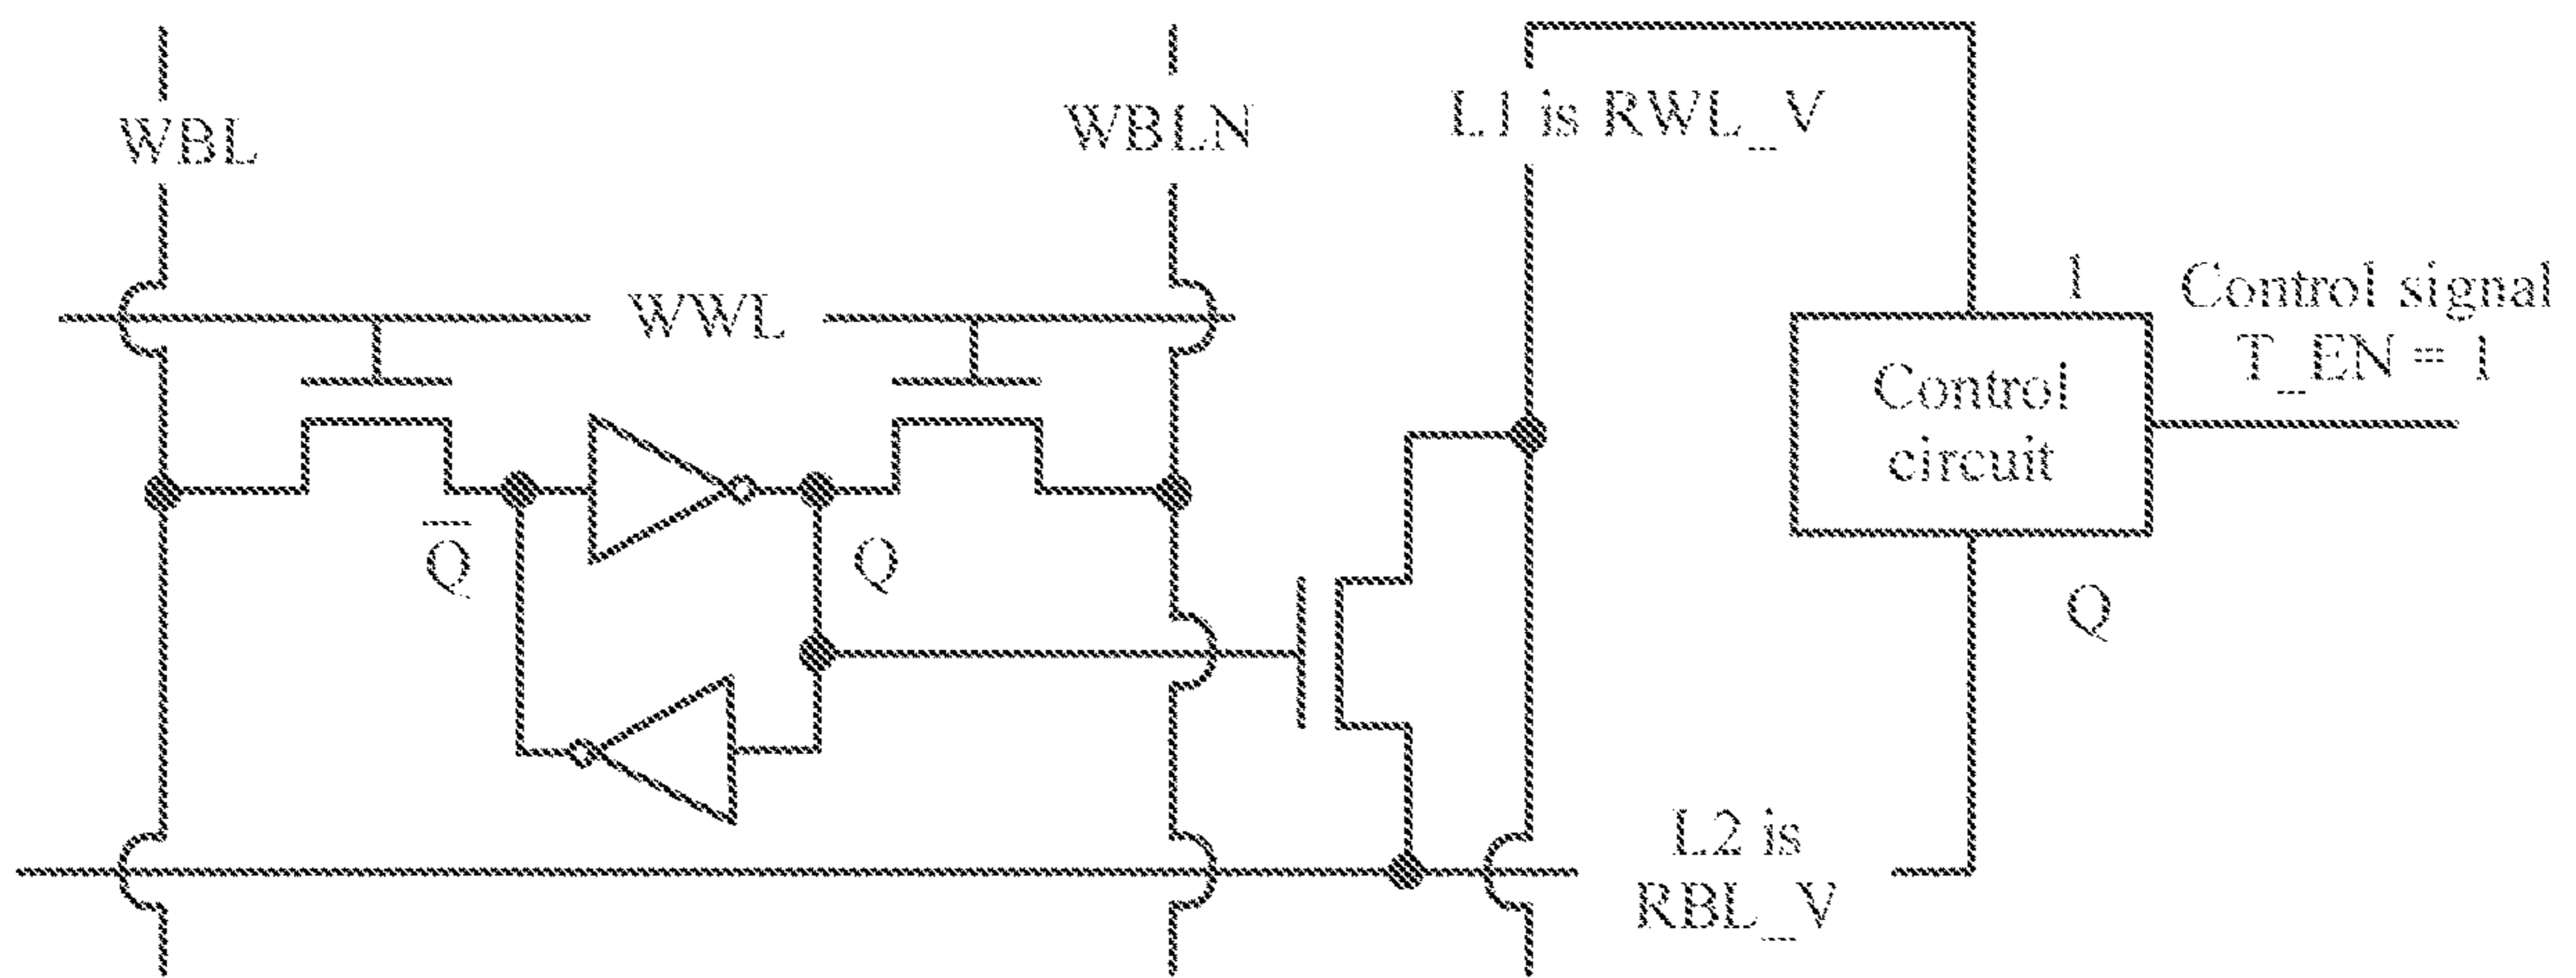 WBL
WBLN
L1 is RWL_V
WWL
1
Control signal
T_EN = 1
Control
circuit
Q̅
Q
Q
L2 is
RBL_V